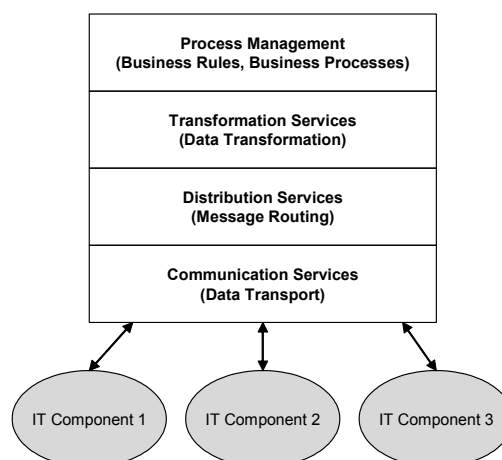 Process Management
(Business Rules, Business Processes)
Transformation Services
(Data Transformation)
Distribution Services
(Message Routing)
Communication Services
(Data Transport)
IT Component 1
IT Component 2
IT Component 3